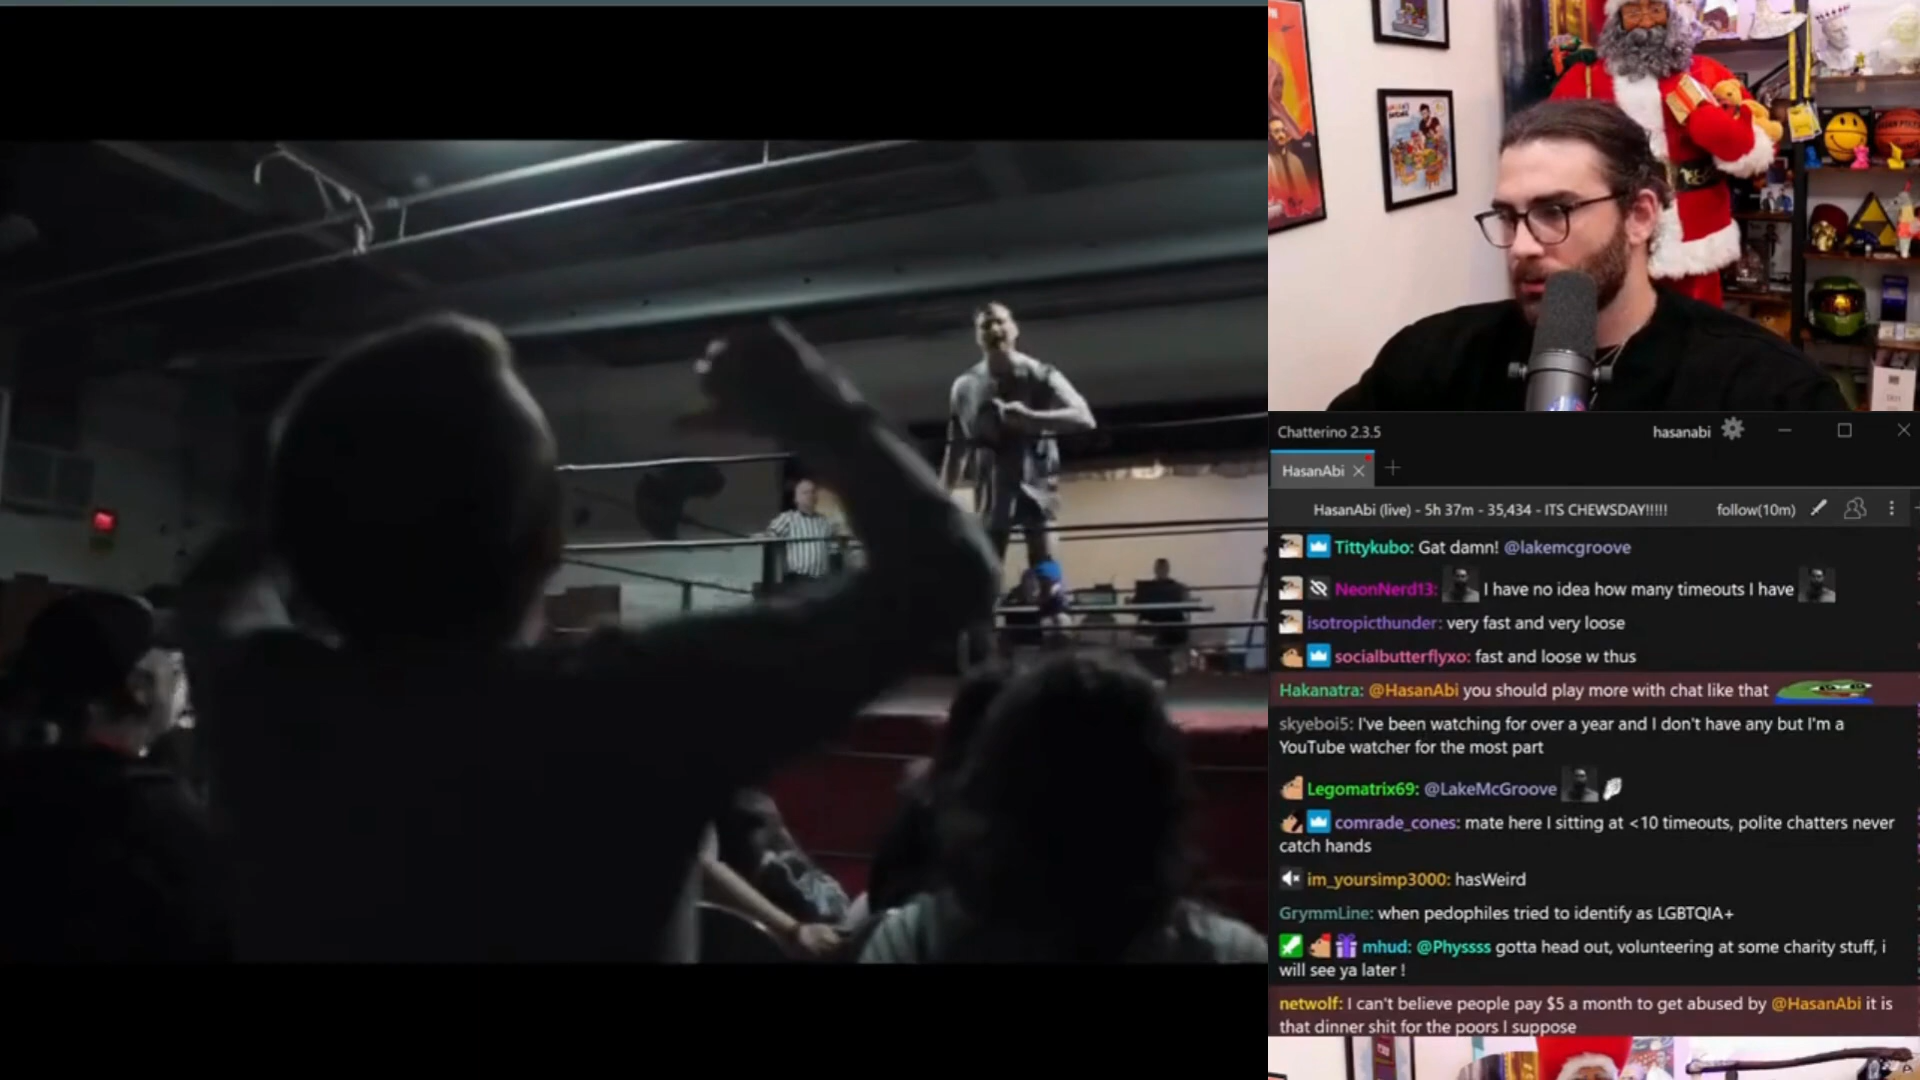 Chatterino 2.3.5
hasanabi
HasanAbi
HasanAbi (live) - 5h 37m - 35,434 - ITS CHEWSDAY!!!!!
follow(10m)
Tittykubo: Gat damn! @lakemcgroove
NeonNerd13: I have no idea how many timeouts I have
isotropicthunder: very fast and very loose
socialbutterflyxo: fast and loose w thus
Hakanatra: @HasanAbi you should play more with chat like that
skyeboi5: I've been watching for over a year and I don't have any but I'm a
YouTube watcher for the most part
Legomatrix69: @LakeMcGroove
comrade_cones: mate here I sitting at <10 timeouts, polite chatters never
catch hands
im_yoursimp3000: hasWeird
GrymmLine: when pedophiles tried to identify as LGBTQIA+
mhud: @Physsss gotta head out, volunteering at some charity stuff, i
will see ya later !
netwolf: I can't believe people pay $5 a month to get abused by @HasanAbi it is
that dinner shit for the poors I suppose